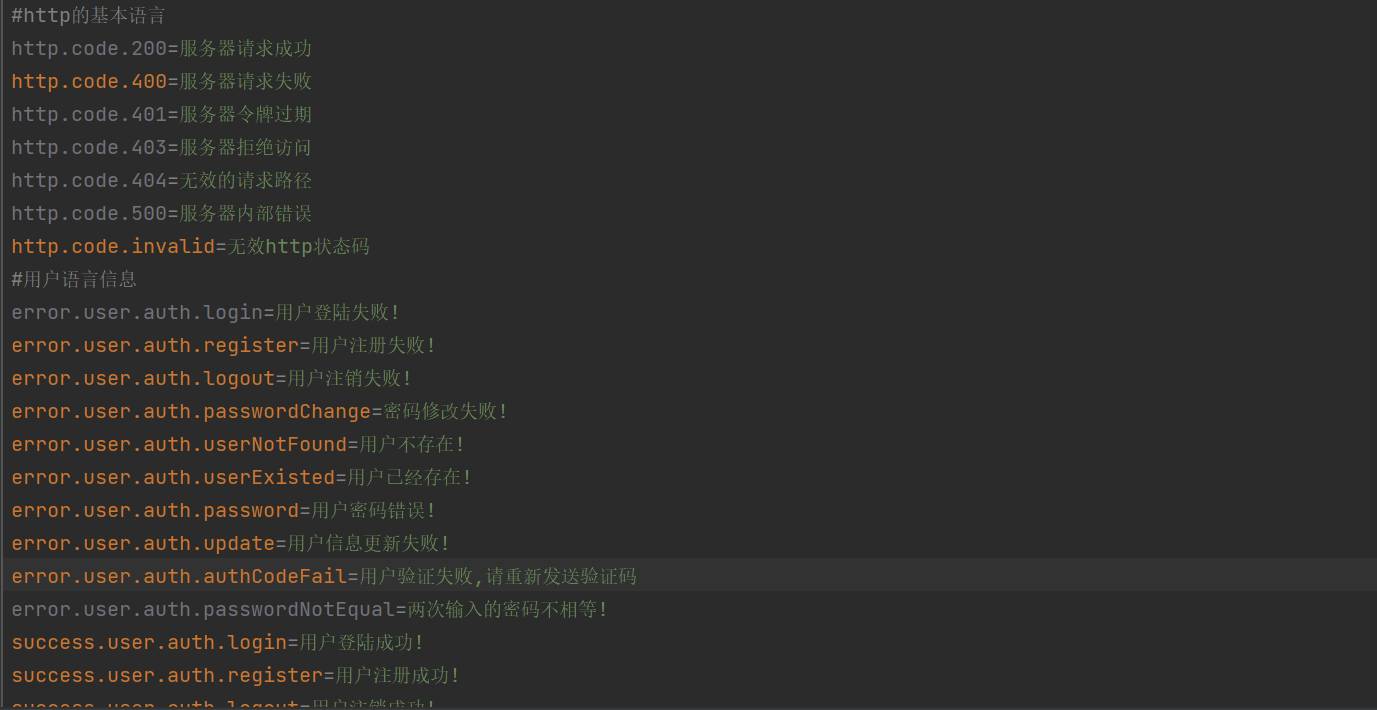 #http的基本语言
http.code.200=服务器请求成功
http.code.400=服务器请求失败
http.code.401=服务器令牌过期
http.code.403=服务器拒绝访问
http.code.404=无效的请求路径
http.code.500=服务器内部错误
http.code.invalid=无效http状态码
#用户语言信息
error.user.auth.login=用户登陆失败!
error.user.auth.register=用户注册失败!
error.user.auth.logout=用户注销失败!
error.user.auth.passwordChange=密码修改失败!
error.user.auth.userNotFound=用户不存在!
error.user.auth.userExisted=用户已经存在!
error.user.auth.password=用户密码错误!
error.user.auth.update=用户信息更新失败!
error.user.auth.authCodeFail=用户验证失败,请重新发送验证码
error.user.auth.passwordNotEqual=两次输入的密码不相等!
success.user.auth.login=用户登陆成功!
success.user.auth.register=用户注册成功!
success.user.auth.logout=用户注销成功!